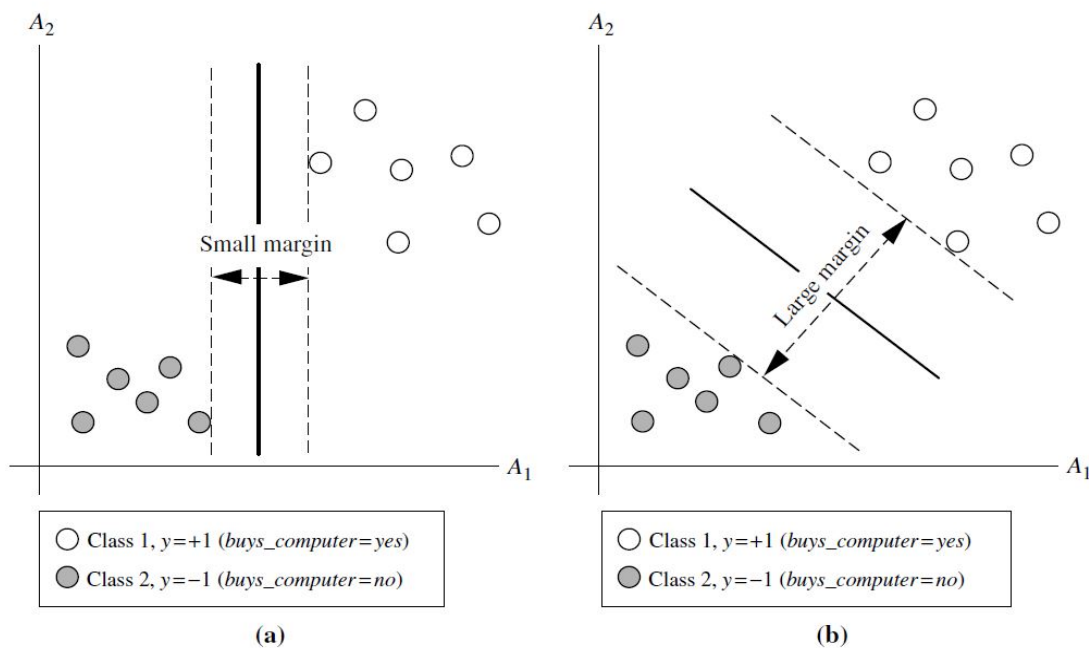 A₂
Small margin
A₁
Class 1, y=+1 (buys_computer=yes)
Class 2, y=−1 (buys_computer=no)
(a)
A₂
Large margin
A₁
Class 1, y=+1 (buys_computer=yes)
Class 2, y=−1 (buys_computer=no)
(b)